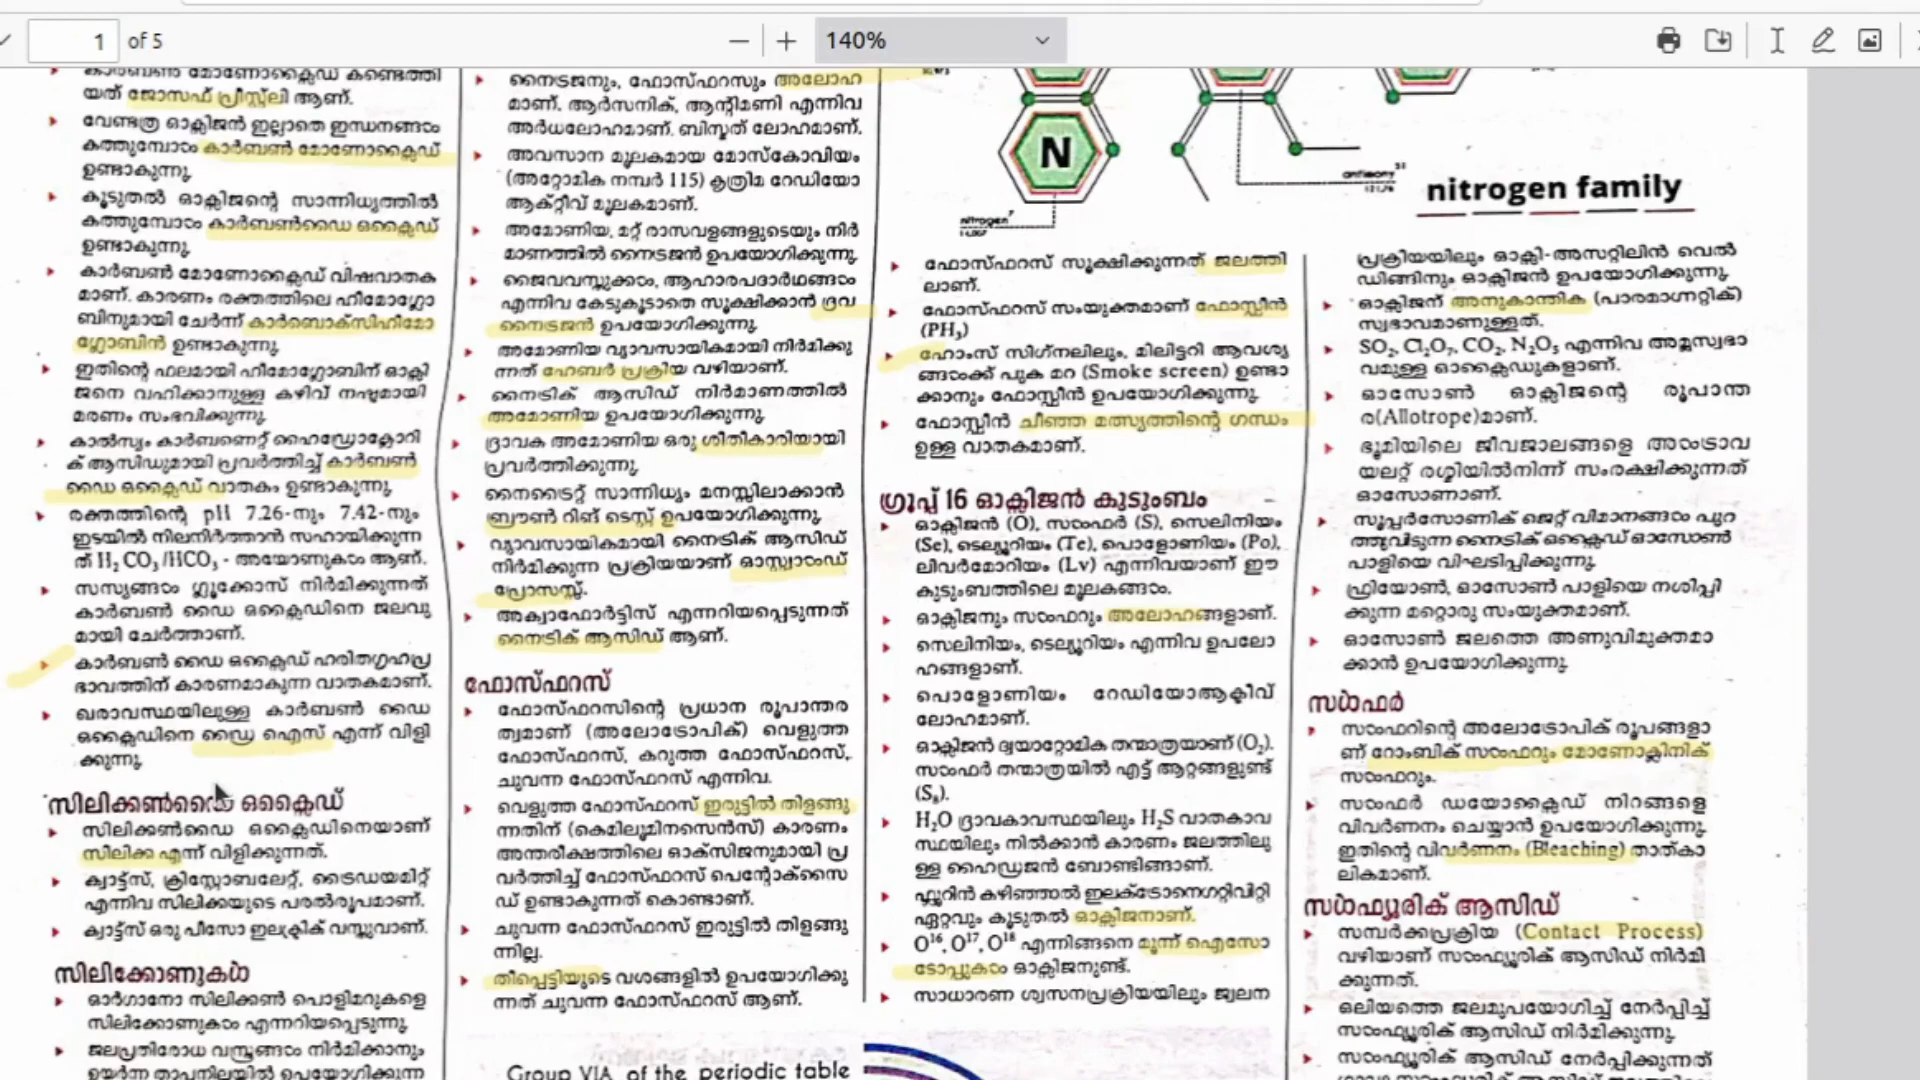 1 of 5
140%
കാർബൺ മോണോക്സൈഡ് കണ്ടെത്തി
യത് ജോസഫ് പ്രീസ്റ്റ്ലി ആണ്.
വേണ്ടത്ര ഓക്സിജൻ ഇല്ലാതെ ഇന്ധനങ്ങൾ
കത്തുമ്പോൾ കാർബൺ മോണോക്സൈഡ്
ഉണ്ടാകുന്നു.
കൂടുതൽ ഓക്സിജന്റെ സാന്നിധ്യത്തിൽ
കത്തുമ്പോൾ കാർബൺഡൈ ഒക്സൈഡ്
ഉണ്ടാകുന്നു.
കാർബൺ മോണോക്സൈഡ് വിഷവാതക
മാണ്. കാരണം രക്തത്തിലെ ഹീമോഗ്ലോ
ബിനുമായി ചേർന്ന് കാർബോക്സിഹീമോ
ഗ്ലോബിൻ ഉണ്ടാകുന്നു.
ഇതിന്റെ ഫലമായി ഹീമോഗ്ലോബിന് ഓക്സി
ജനെ വഹിക്കാനുള്ള കഴിവ് നഷ്ടമായി
മരണം സംഭവിക്കുന്നു.
കാൽസ്യം കാർബണെറ്റ് ഹൈഡ്രോക്ലോറി
ക് ആസിഡുമായി പ്രവർത്തിച്ച് കാർബൺ
ഡൈ ഒക്സൈഡ് വാതകം ഉണ്ടാകുന്നു.
രക്തത്തിന്റെ pH 7.26-നും 7.42-നും
ഇടയിൽ നിലനിർത്താൻ സഹായിക്കുന്ന
ത് H₂ CO₃ /HCO₃ - അയോണുകൾ ആണ്.
സസ്യങ്ങൾ ഗ്ലൂക്കോസ് നിർമിക്കുന്നത്
കാർബൺ ഡൈ ഒക്സൈഡിനെ ജലവു
മായി ചേർത്താണ്.
കാർബൺ ഡൈ ഒക്സൈഡ് ഹരിതഗൃഹപ്ര
ഭാവത്തിന് കാരണമാകുന്ന വാതകമാണ്.
ഖരാവസ്ഥയിലുള്ള കാർബൺ ഡൈ
ഒക്സൈഡിനെ ഡ്രൈ ഐസ് എന്ന് വിളി
ക്കുന്നു.
സിലിക്കൺഡൈ ഒക്സൈഡ്
സിലിക്കൺഡൈ ഒക്സൈഡിനെയാണ്
സിലിക്ക എന്ന് വിളിക്കുന്നത്.
ക്വാട്ട്സ്, ക്രിസ്റ്റോബലേറ്റ്, ട്രൈഡയമിറ്റ്
എന്നിവ സിലിക്കയുടെ പരൽരൂപമാണ്.
ക്വാട്ട്സ് ഒരു പീസോ ഇലക്ട്രിക് വസ്തുവാണ്.
സിലിക്കോണുകൾ
ഓർഗാനോ സിലിക്കൺ പൊളിമറുകളെ
സിലിക്കോണുകൾ എന്നറിയപ്പെടുന്നു.
ജലപ്രതിരോധ വസ്ത്രങ്ങൾ നിർമിക്കാനും
ഉയർന്ന താപനിലയിൽ ഉപയോഗിക്കുന്ന
നൈട്രജനും, ഫോസ്ഫറസും അലോഹ
മാണ്. ആർസനിക്, ആന്റിമണി എന്നിവ
അർധലോഹമാണ്. ബിസ്മത് ലോഹമാണ്.
അവസാന മൂലകമായ മോസ്കോവിയം
(അറ്റോമിക നമ്പർ 115) കൃത്രിമ റേഡിയോ
ആക്ടീവ് മൂലകമാണ്.
അമോണിയ, മറ്റ് രാസവളങ്ങളുടെയും നിർ
മാണത്തിൽ നൈട്രജൻ ഉപയോഗിക്കുന്നു.
ജൈവവസ്തുക്കൾ, ആഹാരപദാർഥങ്ങൾ
എന്നിവ കേടുകൂടാതെ സൂക്ഷിക്കാൻ ദ്രവ
നൈട്രജൻ ഉപയോഗിക്കുന്നു.
അമോണിയ വ്യാവസായികമായി നിർമിക്കു
ന്നത് ഹേബർ പ്രക്രിയ വഴിയാണ്.
നൈട്രിക് ആസിഡ് നിർമാണത്തിൽ
അമോണിയ ഉപയോഗിക്കുന്നു.
ദ്രാവക അമോണിയ ഒരു ശീതികാരിയായി
പ്രവർത്തിക്കുന്നു.
നൈട്രൈറ്റ് സാന്നിധ്യം മനസ്സിലാക്കാൻ
ബ്രൗൺ റിങ് ടെസ്റ്റ് ഉപയോഗിക്കുന്നു.
വ്യാവസായികമായി നൈട്രിക് ആസിഡ്
നിർമിക്കുന്ന പ്രക്രിയയാണ് ഓസ്റ്റ്വാൾഡ്
പ്രോസസ്സ്.
അക്വാഫോർട്ടിസ് എന്നറിയപ്പെടുന്നത്
നൈട്രിക് ആസിഡ് ആണ്.
ഫോസ്ഫറസ്
ഫോസ്ഫറസിന്റെ പ്രധാന രൂപാന്തര
ത്വമാണ് (അലോട്രോപിക്) വെളുത്ത
ഫോസ്ഫറസ്, കറുത്ത ഫോസ്ഫറസ്,
ചുവന്ന ഫോസ്ഫറസ് എന്നിവ.
വെളുത്ത ഫോസ്ഫറസ് ഇരുട്ടിൽ തിളങ്ങു
ന്നതിന് (കെമിലൂമിനസെൻസ്) കാരണം
അന്തരീക്ഷത്തിലെ ഓക്സിജനുമായി പ്ര
വർത്തിച്ച് ഫോസ്ഫറസ് പെന്റോക്സൈ
ഡ് ഉണ്ടാകുന്നത് കൊണ്ടാണ്.
ചുവന്ന ഫോസ്ഫറസ് ഇരുട്ടിൽ തിളങ്ങു
ന്നില്ല.
തീപ്പെട്ടിയുടെ വശങ്ങളിൽ ഉപയോഗിക്കു
ന്നത് ചുവന്ന ഫോസ്ഫറസ് ആണ്.
Group VIA of the periodic table
N
nitrogen
antimony
nitrogen family
ഫോസ്ഫറസ് സൂക്ഷിക്കുന്നത് ജലത്തി
ലാണ്.
ഫോസ്ഫറസ് സംയുക്തമാണ് ഫോസ്ഫീൻ
(PH₃)
ഹോംസ് സിഗ്നലിലും, മിലിട്ടറി ആവശ്യ
ങ്ങൾക്ക് പുക മറ (Smoke screen) ഉണ്ടാ
ക്കാനും ഫോസ്ഫീൻ ഉപയോഗിക്കുന്നു.
ഫോസ്ഫീൻ ചീഞ്ഞ മത്സ്യത്തിന്റെ ഗന്ധം
ഉള്ള വാതകമാണ്.
ഗ്രൂപ്പ് 16 ഓക്സിജൻ കുടുംബം
ഓക്സിജൻ (O), സൾഫർ (S), സെലിനിയം
(Se), ടെല്യൂറിയം (Te), പൊളോണിയം (Po),
ലിവർമോറിയം (Lv) എന്നിവയാണ് ഈ
കുടുംബത്തിലെ മൂലകങ്ങൾ.
ഓക്സിജനും സൾഫറും അലോഹങ്ങളാണ്.
സെലിനിയം, ടെല്യൂറിയം എന്നിവ ഉപലോ
ഹങ്ങളാണ്.
പൊളോണിയം റേഡിയോആക്ടീവ്
ലോഹമാണ്.
ഓക്സിജൻ ദ്വയാറ്റോമിക തന്മാത്രയാണ് (O₂).
സൾഫർ തന്മാത്രയിൽ എട്ട് ആറ്റങ്ങളുണ്ട്
(S₈).
H₂O ദ്രാവകാവസ്ഥയിലും H₂S വാതകാവ
സ്ഥയിലും നിൽക്കാൻ കാരണം ജലത്തിലു
ള്ള ഹൈഡ്രജൻ ബോണ്ടിങ്ങാണ്.
ഫ്ലൂറിൻ കഴിഞ്ഞാൽ ഇലക്ട്രോനെഗറ്റിവിറ്റി
ഏറ്റവും കൂടുതൽ ഓക്സിജനാണ്.
O¹⁶, O¹⁷, O¹⁸ എന്നിങ്ങനെ മൂന്ന് ഐസോ
ടോപ്പുകൾ ഓക്സിജനുണ്ട്.
സാധാരണ ശ്വസനപ്രക്രിയയിലും ജ്വലന
പ്രക്രിയയിലും ഓക്സി-അസറ്റിലിൻ വെൽ
ഡിങ്ങിനും ഓക്സിജൻ ഉപയോഗിക്കുന്നു.
ഓക്സിജന് അനുകാന്തിക (പാരമാഗ്നറ്റിക്)
സ്വഭാവമാണുള്ളത്.
SO₂, Cl₂O₇, CO₂, N₂O₅ എന്നിവ അമ്ലസ്വഭാ
വമുള്ള ഓക്സൈഡുകളാണ്.
ഓസോൺ ഓക്സിജന്റെ രൂപാന്ത
ര(Allotrope)മാണ്.
ഭൂമിയിലെ ജീവജാലങ്ങളെ അൾട്രാവ
യലറ്റ് രശ്മിയിൽനിന്ന് സംരക്ഷിക്കുന്നത്
ഓസോണാണ്.
സൂപ്പർസോണിക് ജെറ്റ് വിമാനങ്ങൾ പുറ
ത്തുവിടുന്ന നൈട്രിക് ഒക്സൈഡ് ഓസോൺ
പാളിയെ വിഘടിപ്പിക്കുന്നു.
ഫ്രിയോൺ, ഓസോൺ പാളിയെ നശിപ്പി
ക്കുന്ന മറ്റൊരു സംയുക്തമാണ്.
ഓസോൺ ജലത്തെ അണുവിമുക്തമാ
ക്കാൻ ഉപയോഗിക്കുന്നു.
സൾഫർ
സൾഫറിന്റെ അലോട്രോപിക് രൂപങ്ങളാ
ണ് റോംബിക് സൾഫറും മോണോക്ലിനിക്
സൾഫറും.
സൾഫർ ഡയോക്സൈഡ് നിറങ്ങളെ
വിവർണനം ചെയ്യാൻ ഉപയോഗിക്കുന്നു.
ഇതിന്റെ വിവർണനം (Bleaching) താത്കാ
ലികമാണ്.
സൾഫ്യൂരിക് ആസിഡ്
സമ്പർക്കപ്രക്രിയ (Contact Process)
വഴിയാണ് സൾഫ്യൂരിക് ആസിഡ് നിർമി
ക്കുന്നത്.
ഒലിയത്തെ ജലമുപയോഗിച്ച് നേർപ്പിച്ച്
സൾഫ്യൂരിക് ആസിഡ് നിർമിക്കുന്നു.
സൾഫ്യൂരിക് ആസിഡ് നേർപ്പിക്കുന്നത്